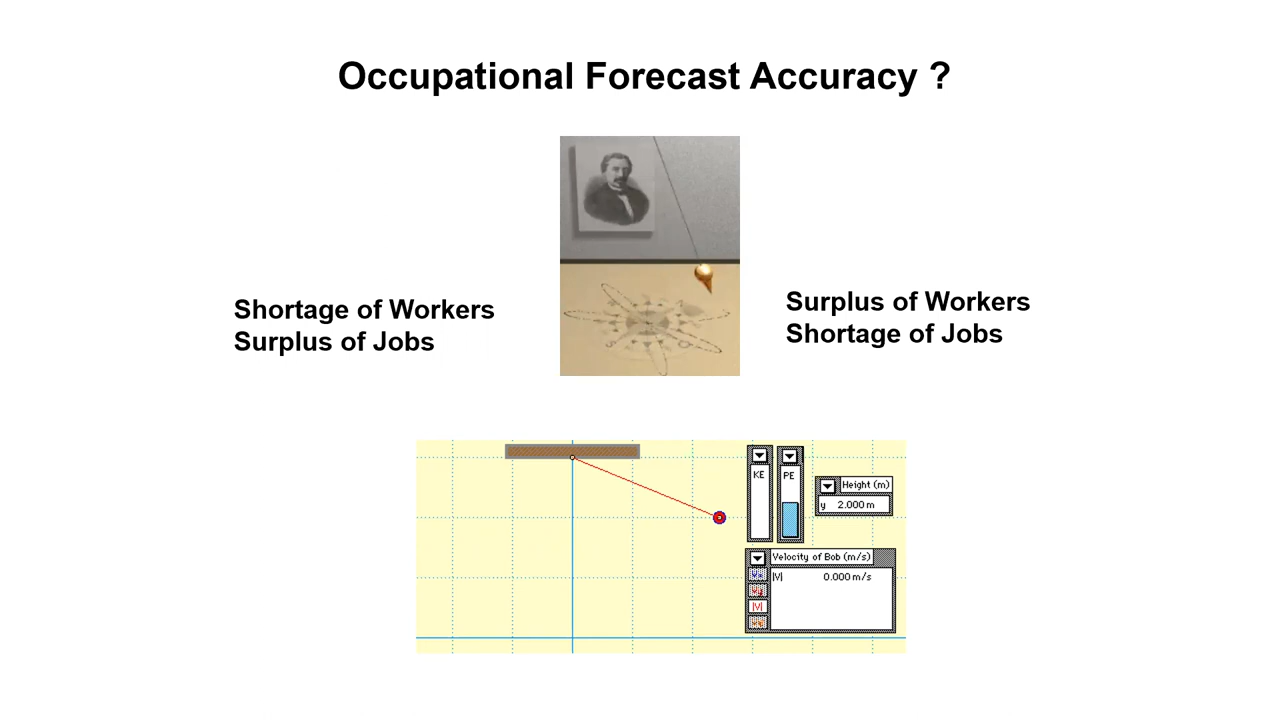 Occupational Forecast Accuracy ?
Shortage of Workers
Surplus of Jobs
Surplus of Workers
Shortage of Jobs
KE
PE
Height (m)
y 2.000 m
Velocity of Bob (m/s)
|V| 0.000 m/s
|V|